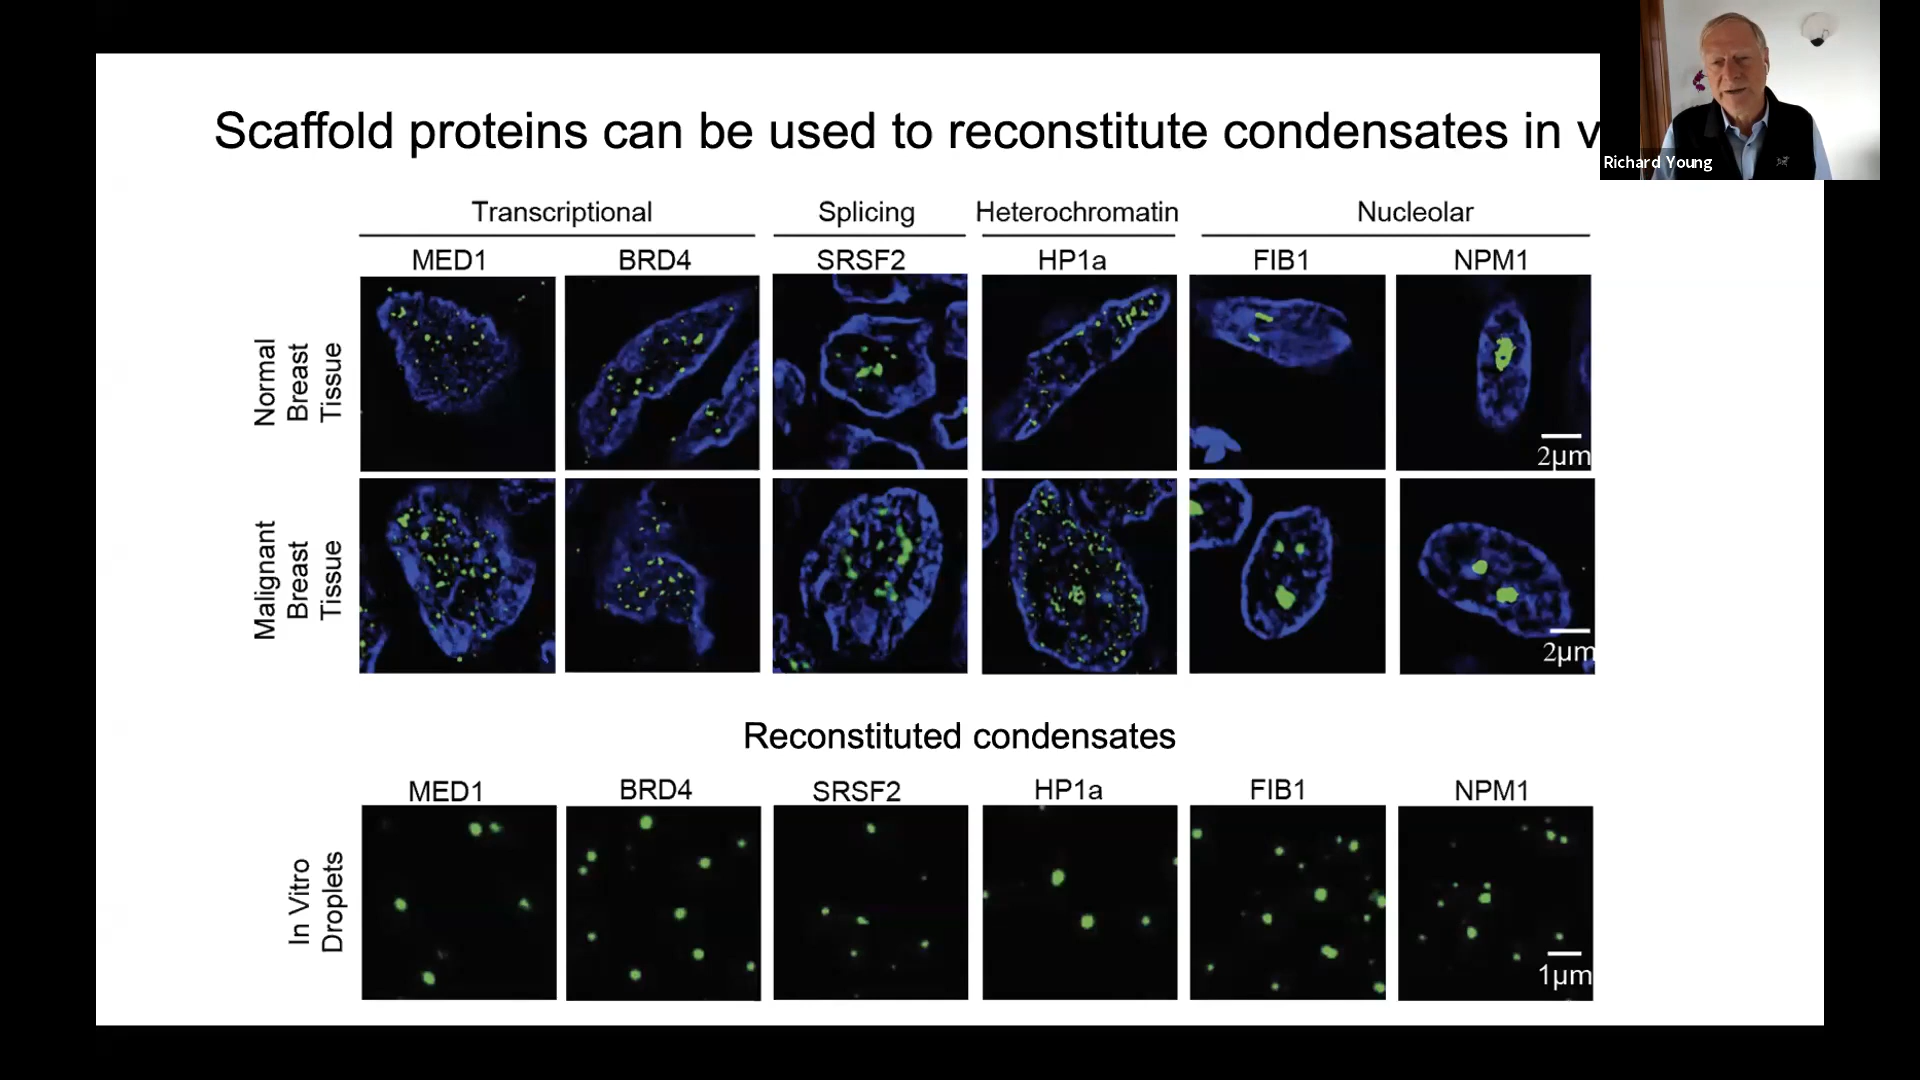 Scaffold proteins can be used to reconstitute condensates in v
Richard Young
Transcriptional Splicing Heterochromatin Nucleolar
MED1 BRD4 SRSF2 HP1a FIB1 NPM1
Normal
Breast
Tissue
2μm
Malignant
Breast
Tissue
2μm
Reconstituted condensates
MED1 BRD4 SRSF2 HP1a FIB1 NPM1
In Vitro
Droplets
1μm